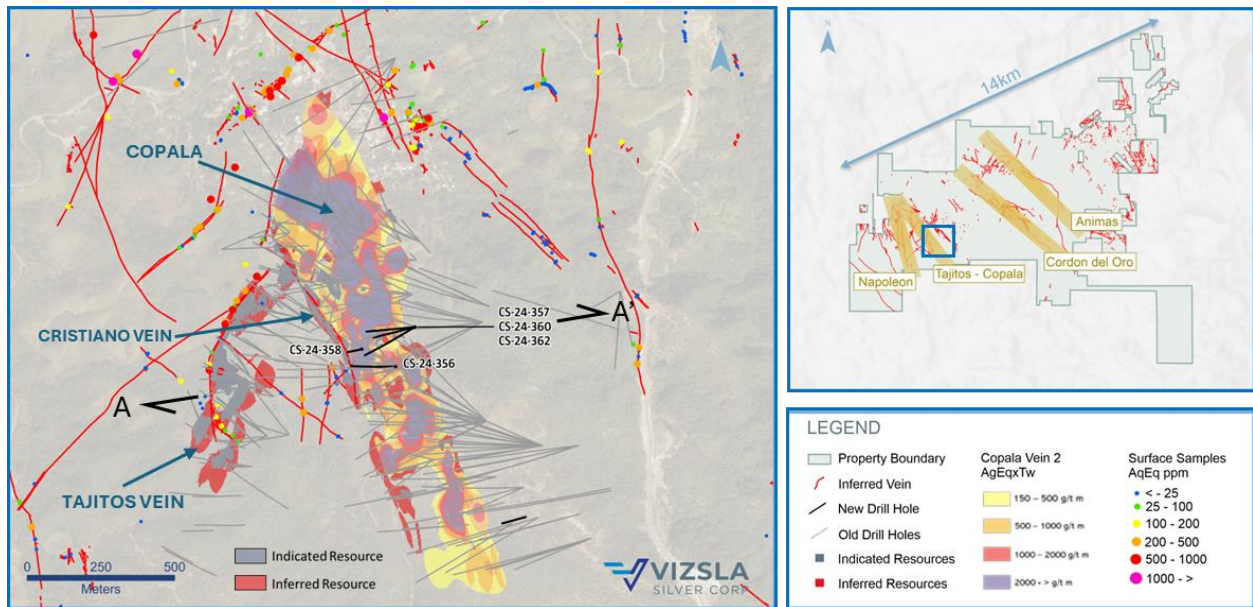 N
COPALA
CRISTIANO VEIN
A
TAJITOS VEIN
CS-24-357
CS-24-360
CS-24-362
A'
CS-24-358
CS-24-356
0 250 500
Meters
Indicated Resource
Inferred Resource
VIZSLA
SILVER CORP
N
14km
Animas
Cordon del Oro
Tajitos - Copala
Napoleon
LEGEND
Property Boundary
Inferred Vein
New Drill Hole
Old Drill Holes
Indicated Resources
Inferred Resources
Copala Vein 2
AgEqxTw
150 – 500 g/t m
500 – 1000 g/t m
1000 – 2000 g/t m
2000 - > g/t m
Surface Samples
AqEq ppm
< - 25
25 - 100
100 - 200
200 - 500
500 - 1000
1000 - >